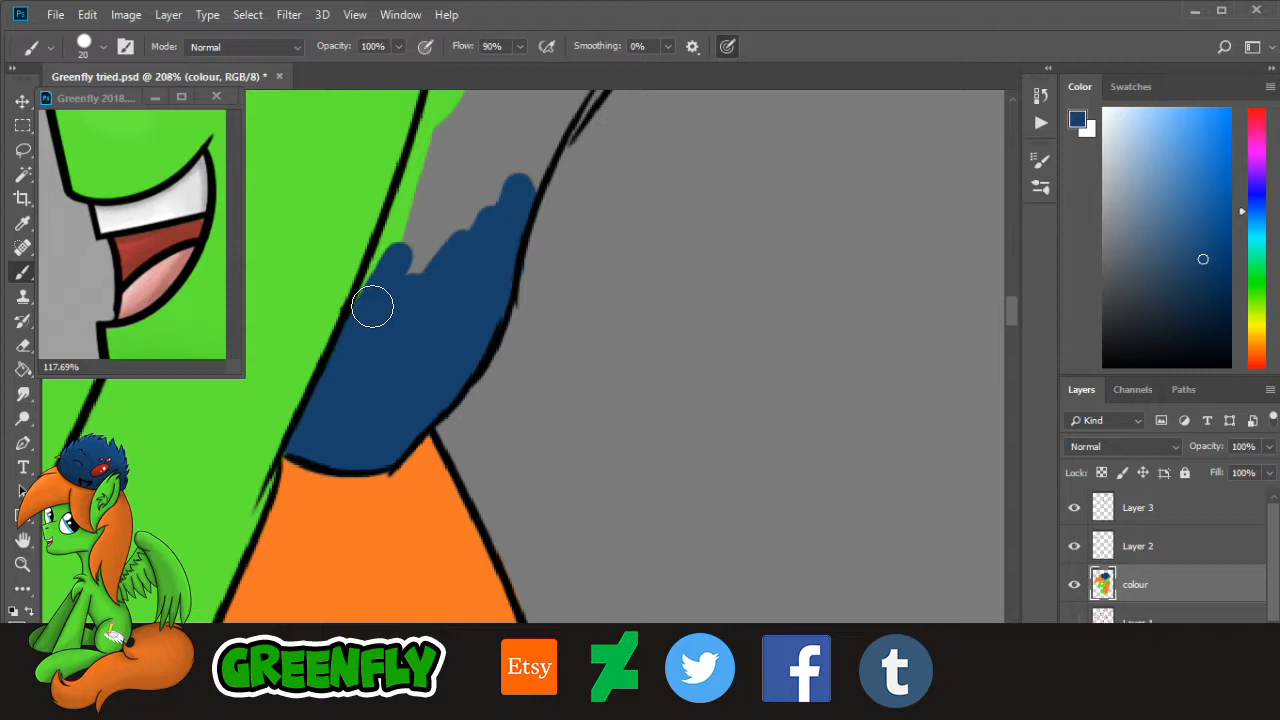 Ps File Edit Image Layer Type Select Filter 3D View Window Help
20 Mode: Normal Opacity: 100% Flow: 90% Smoothing: 0%
Greenfly tried.psd @ 208% (colour, RGB/8) *
Greenfly 2018....
117.69%
Color Swatches
Layers Channels Paths
Kind
Normal Opacity: 100%
Lock: Fill: 100%
Layer 3
Layer 2
colour
GREENFLY
Etsy
f
t